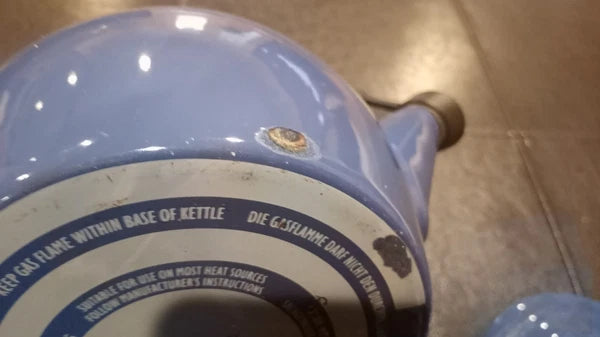 KEEP GAS FLAME WITHIN BASE OF KETTLE
DIE GASFLAMME DARF NICHT DEN
SUITABLE FOR USE ON MOST HEAT SOURCES
FOLLOW MANUFACTURER'S INSTRUCTIONS